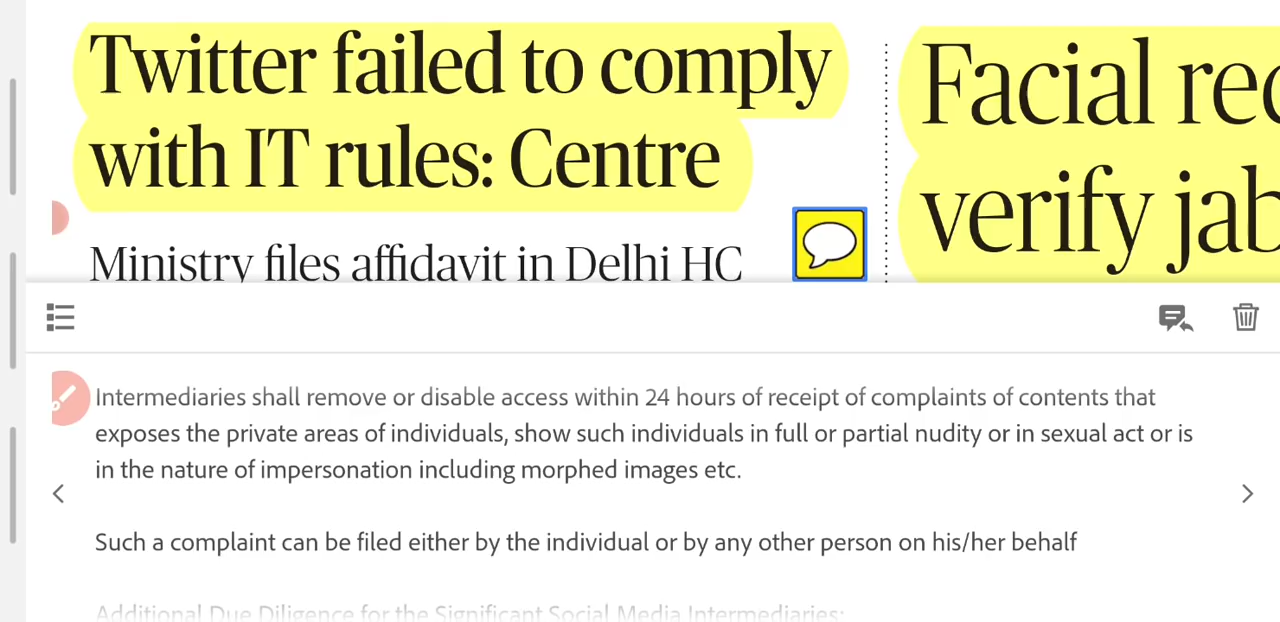 Twitter failed to comply
with IT rules: Centre
Ministry files affidavit in Delhi HC
Facial
verify
Intermediaries shall remove or disable access within 24 hours of receipt of complaints of contents that
exposes the private areas of individuals, show such individuals in full or partial nudity or in sexual act or is
in the nature of impersonation including morphed images etc.
Such a complaint can be filed either by the individual or by any other person on his/her behalf
Additional Due Diligence for the Significant Social Media Intermediaries: